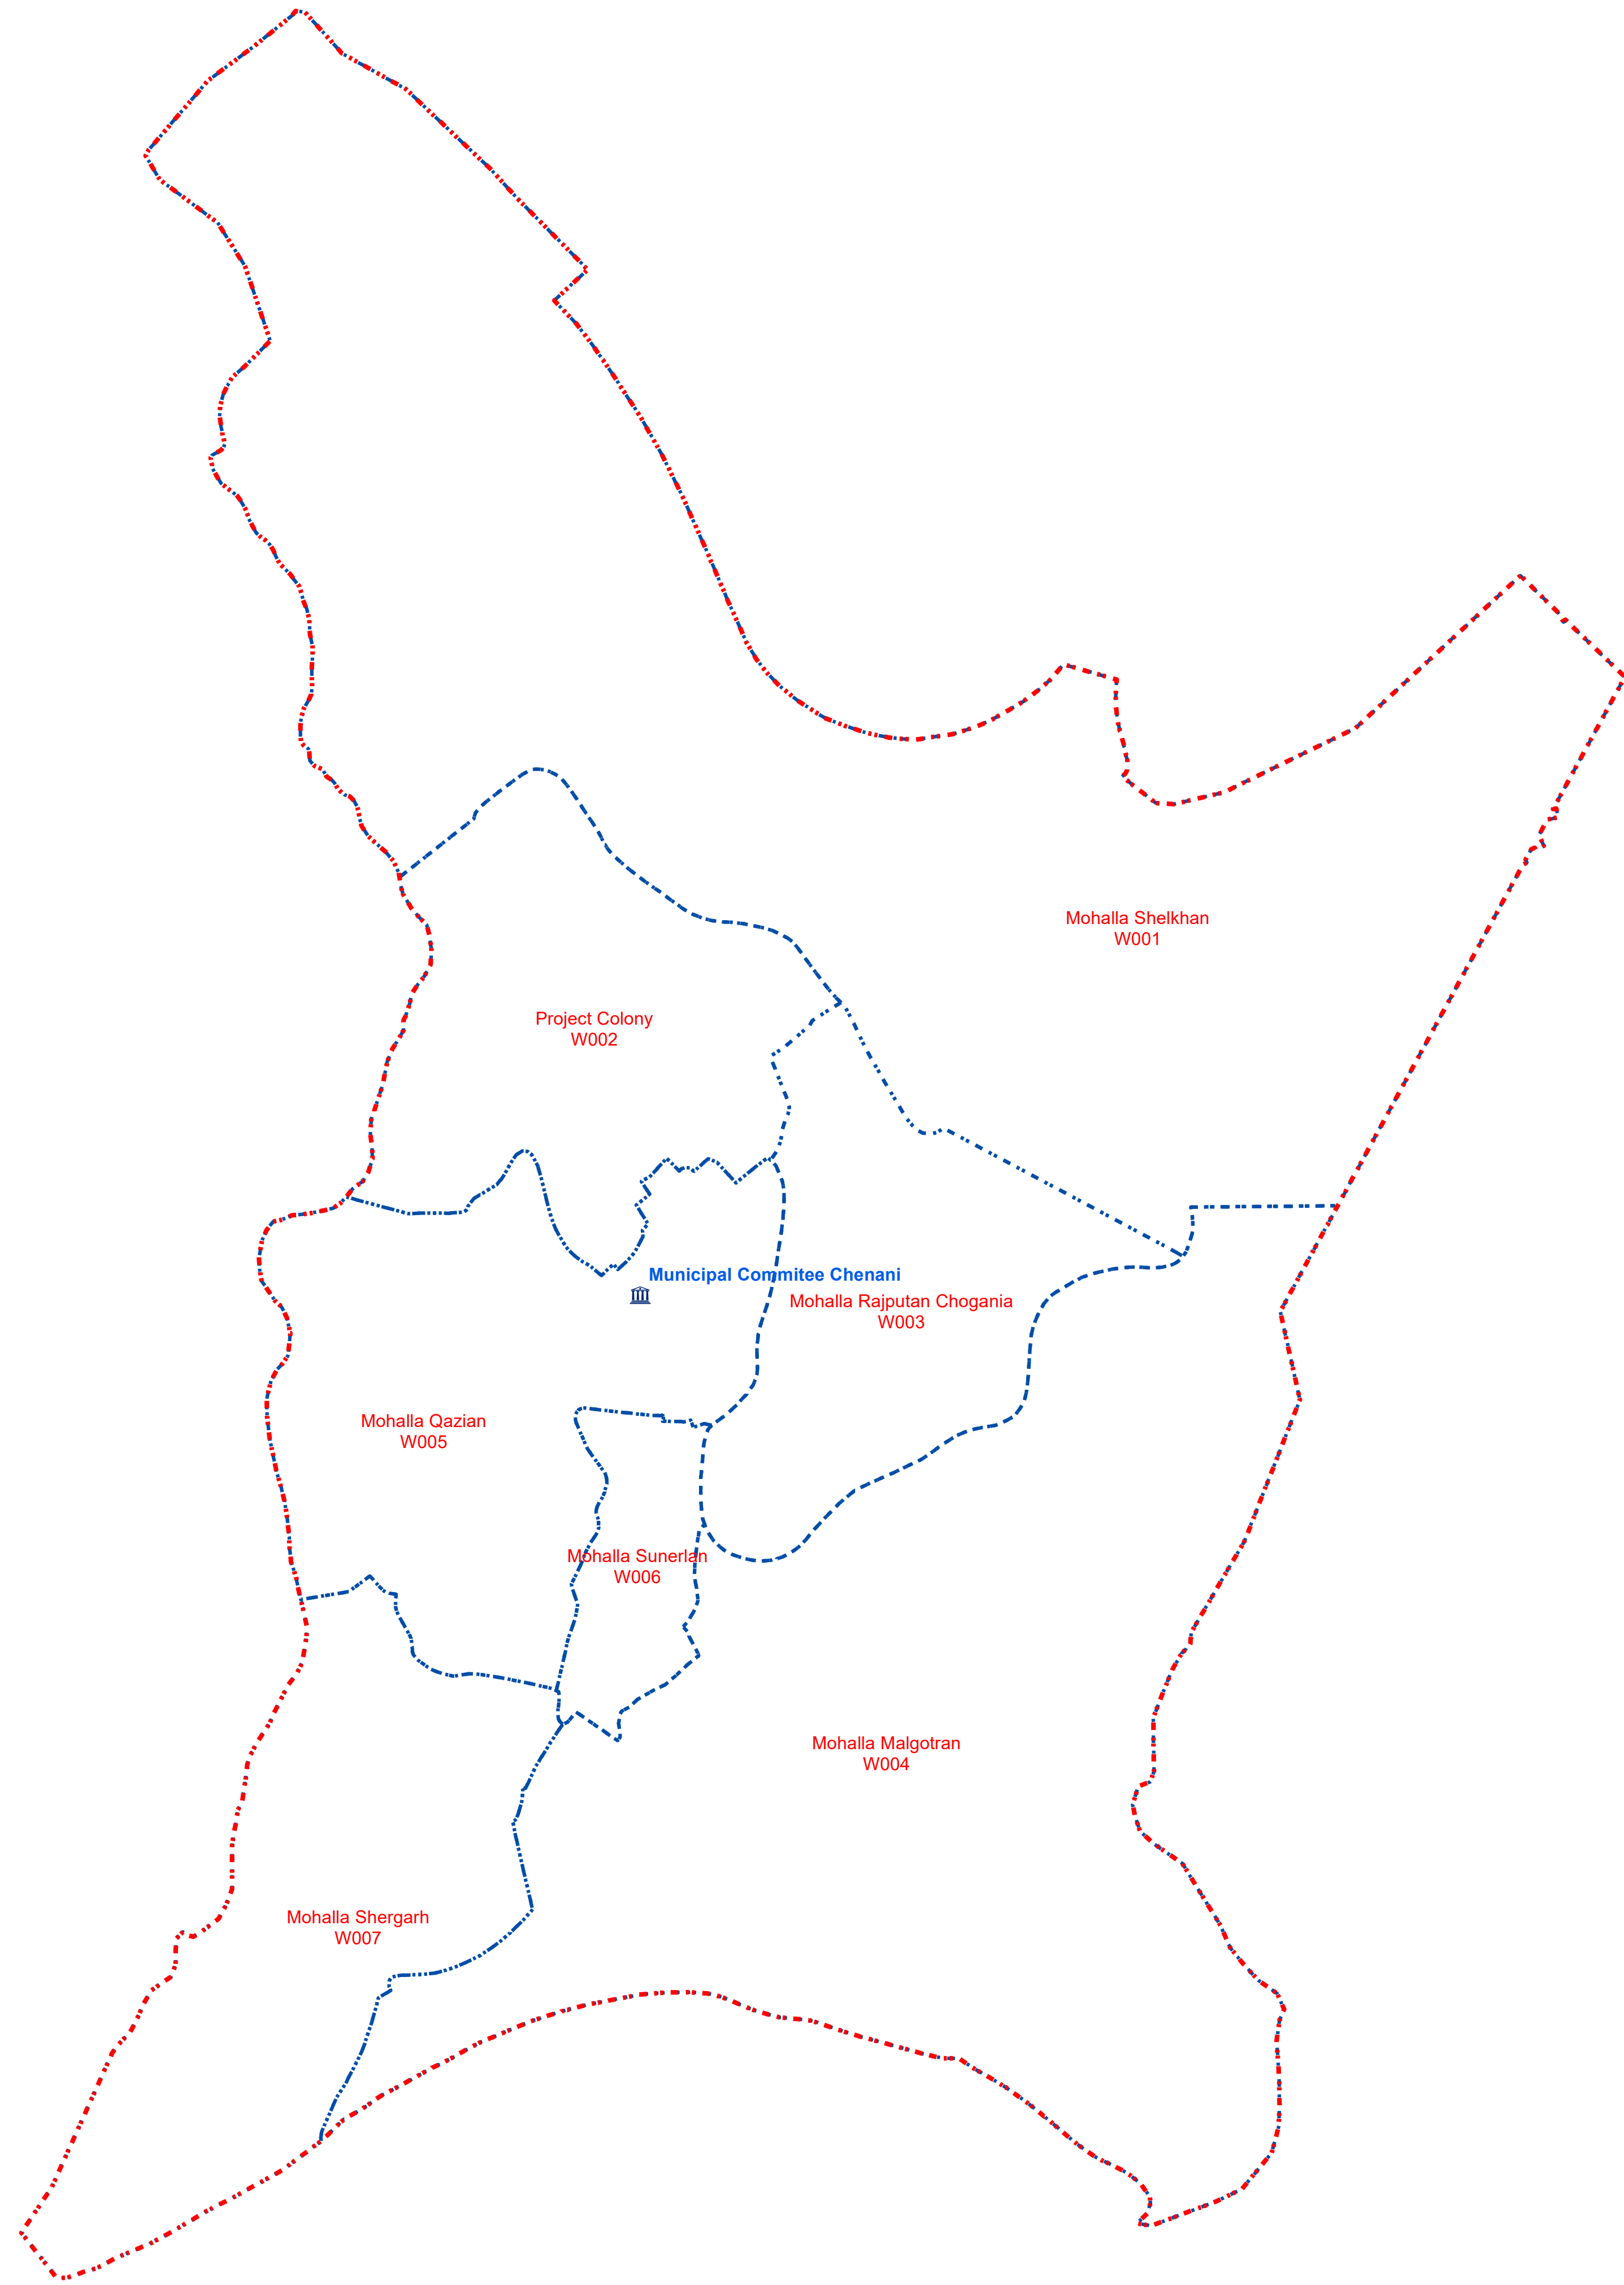 Mohalla Shelkhan
W001
Project Colony
W002
Municipal Commitee Chenani
Mohalla Rajputan Chogania
W003
Mohalla Qazian
W005
Mohalla Sunerlan
W006
Mohalla Malgotran
W004
Mohalla Shergarh
W007